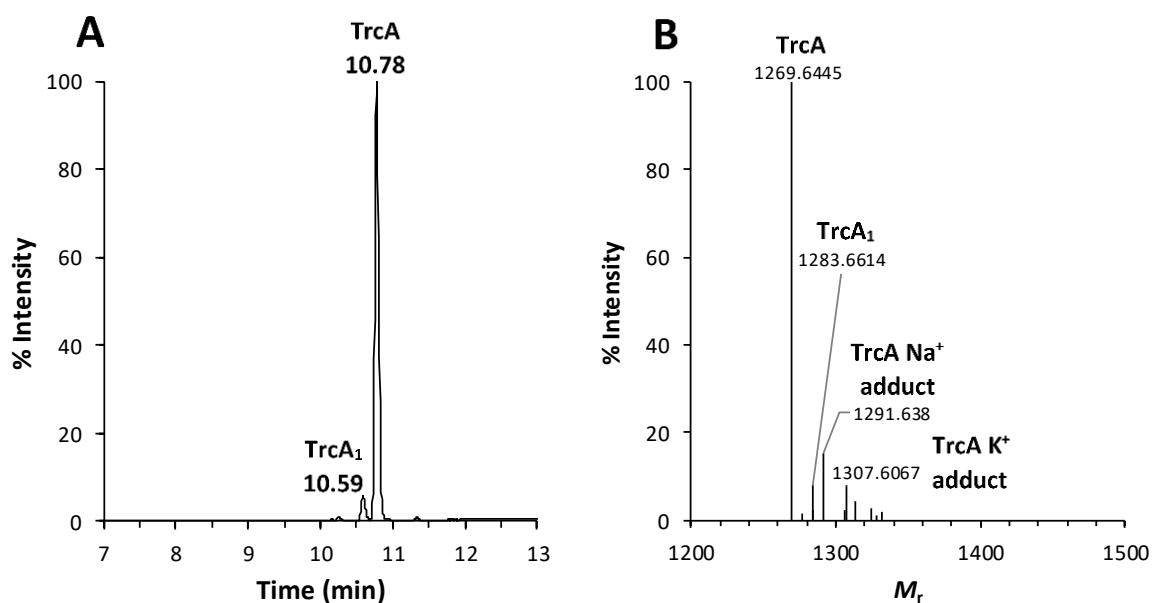 A
TrcA
10.78
100
80
60
40
20
0
% Intensity
TrcA₁
10.59
7 8 9 10 11 12 13
Time (min)
B
TrcA
1269.6445
100
80
60
40
20
0
% Intensity
TrcA₁
1283.6614
TrcA Na⁺
adduct
1291.638
TrcA K⁺
adduct
1307.6067
1200 1300 1400 1500
Mᵣ